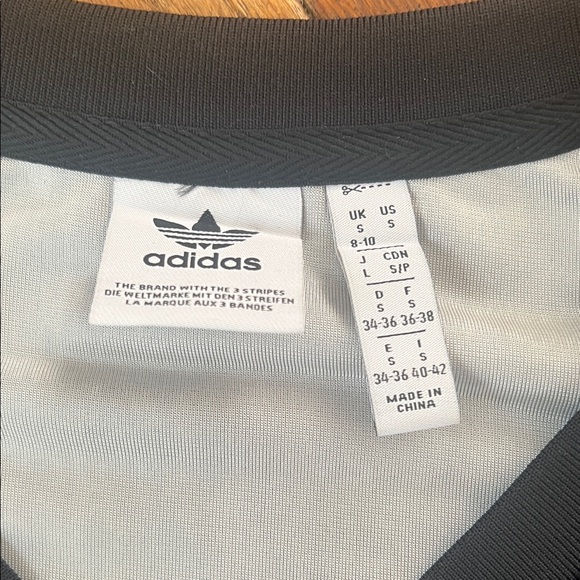 adidas
THE BRAND WITH THE 3 STRIPES
DIE WELTMARKE MIT DEN 3 STREIFEN
LA MARQUE AUX 3 BANDES
UK US
S S
8-10
J CDN
L S/P
D F
S S
34-36 36-38
E I
S S
34-36 40-42
MADE IN
CHINA